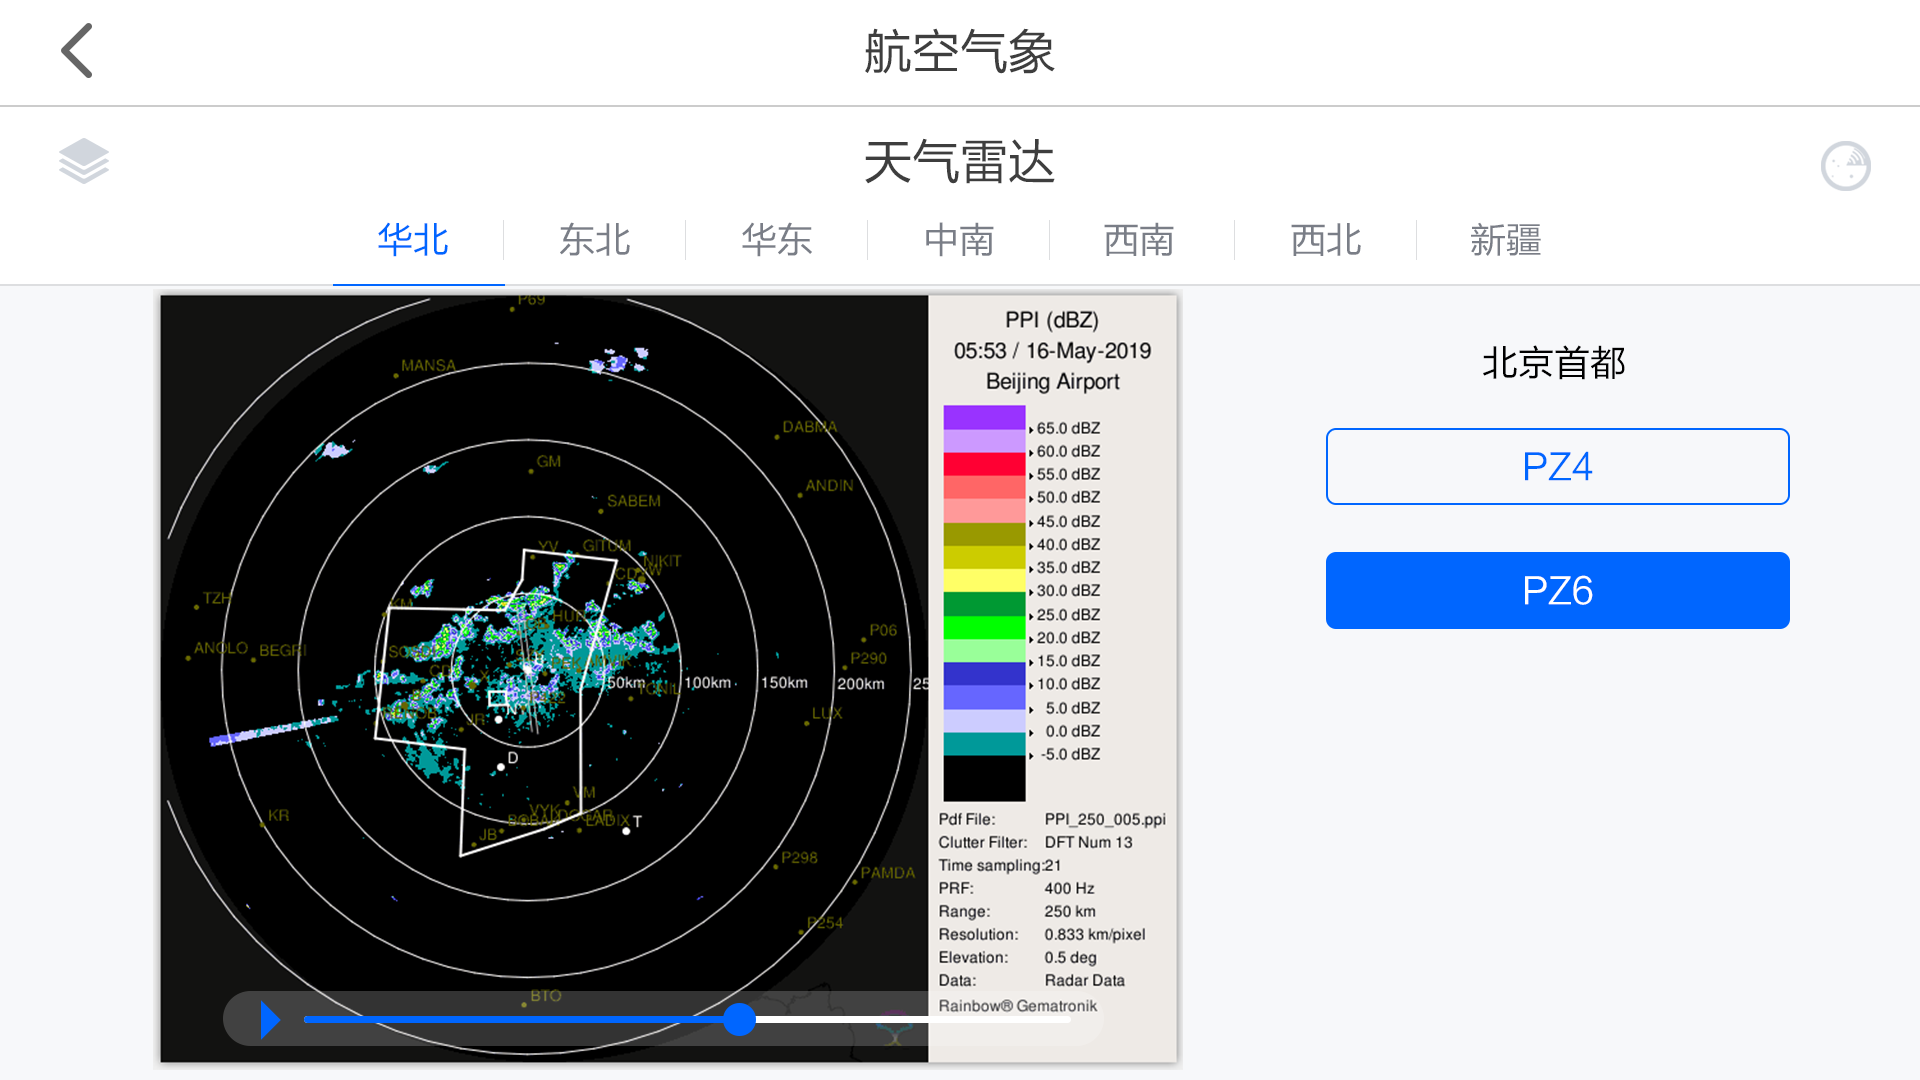 航空气象
天气雷达
华北 东北 华东 中南 西南 西北 新疆
P69
MANSA
DABMA
GM
ANDIN
SABEM
YV GITUM
NIKIT
TZH KM
HUR
P06
ANOLO BEGRI
P290
50km 100km 150km 200km 25
JR
LUX
D
VM
VYK
LADIX T
JB
KR
P298
PAMDA
P254
BTO
PPI (dBZ)
05:53 / 16-May-2019
Beijing Airport
65.0 dBZ
60.0 dBZ
55.0 dBZ
50.0 dBZ
45.0 dBZ
40.0 dBZ
35.0 dBZ
30.0 dBZ
25.0 dBZ
20.0 dBZ
15.0 dBZ
10.0 dBZ
5.0 dBZ
0.0 dBZ
-5.0 dBZ
Pdf File: PPI_250_005.ppi
Clutter Filter: DFT Num 13
Time sampling:21
PRF: 400 Hz
Range: 250 km
Resolution: 0.833 km/pixel
Elevation: 0.5 deg
Data: Radar Data
Rainbow® Gematronik
北京首都
PZ4
PZ6